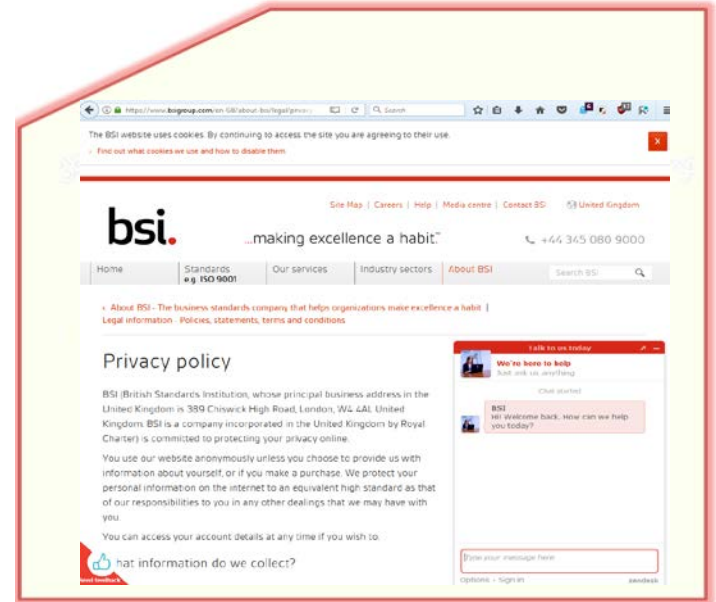 https://www.bsigroup.com/en-GB/about-bsi/legal/privacy
Search
The BSI website uses cookies. By continuing to access the site you are agreeing to their use.
› Find out what cookies we use and how to disable them
X
Site Map | Careers | Help | Media centre | Contact BSI United Kingdom
bsi.
...making excellence a habit.™
+44 345 080 9000
Home Standards e.g. ISO 9001 Our services Industry sectors About BSI Search BSI
‹ About BSI - The business standards company that helps organizations make excellence a habit |
Legal information - Policies, statements, terms and conditions
Privacy policy
BSI (British Standards Institution, whose principal business address in the
United Kingdom is 389 Chiswick High Road, London, W4 4AL United
Kingdom. BSI is a company incorporated in the United Kingdom by Royal
Charter) is committed to protecting your privacy online.
You use our website anonymously unless you choose to provide us with
information about yourself, or if you make a purchase. We protect your
personal information on the internet to an equivalent high standard as that
of our responsibilities to you in any other dealings that we may have with
you.
You can access your account details at any time if you wish to.
hat information do we collect?
feedback
Talk to us today
We're here to help
Just ask us anything
Chat started
BSI
Hi! Welcome back. How can we help
you today?
Type your message here
Options › Sign in
zendesk